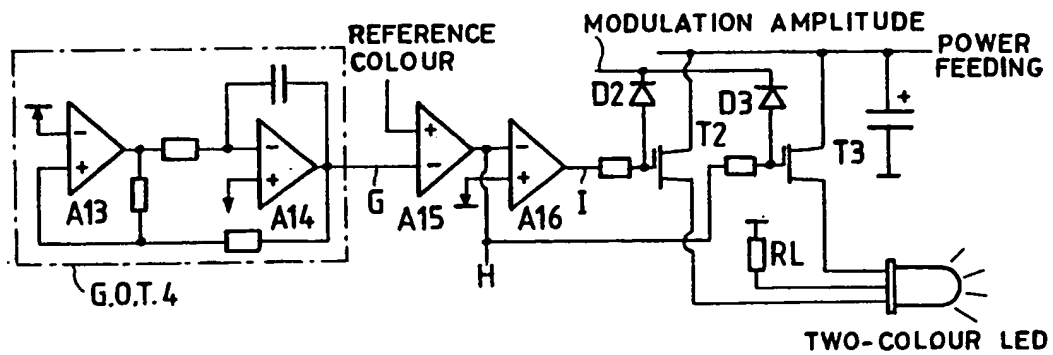 MODULATION AMPLITUDE
REFERENCE
COLOUR
POWER
FEEDING
D2
D3
T2
T3
-
+
A13
-
+
A14
+
-
A15
-
+
A16
+
G
I
H
RL
G.O.T. 4
TWO-COLOUR LED